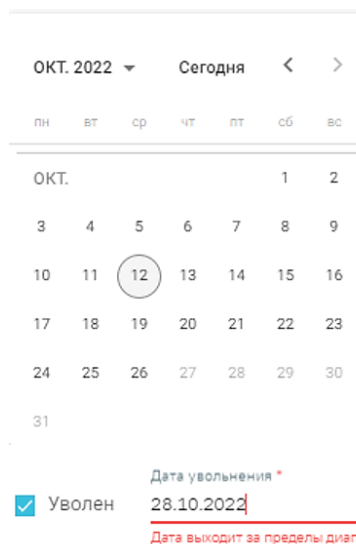 ОКТ. 2022 Сегодня
пн вт ср чт пт сб вс
ОКТ. 1 2
3 4 5 6 7 8 9
10 11 12 13 14 15 16
17 18 19 20 21 22 23
24 25 26 27 28 29 30
31
Дата увольнения *
Уволен 28.10.2022
Дата выходит за пределы диап